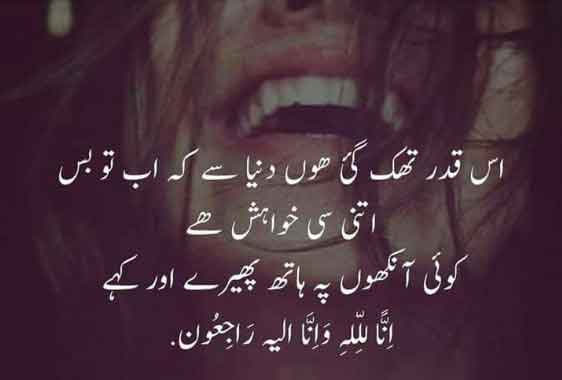 اس قدر تھک گئ ھوں دنیا سے کہ اب تو بس
اتنی سی خواہش ھے
کوئی آنکھوں پہ ہاتھ پھیرے اور کہے
اِنَّا لِلّٰہِ وَاِنَّا الیہ رَاجِعُون.